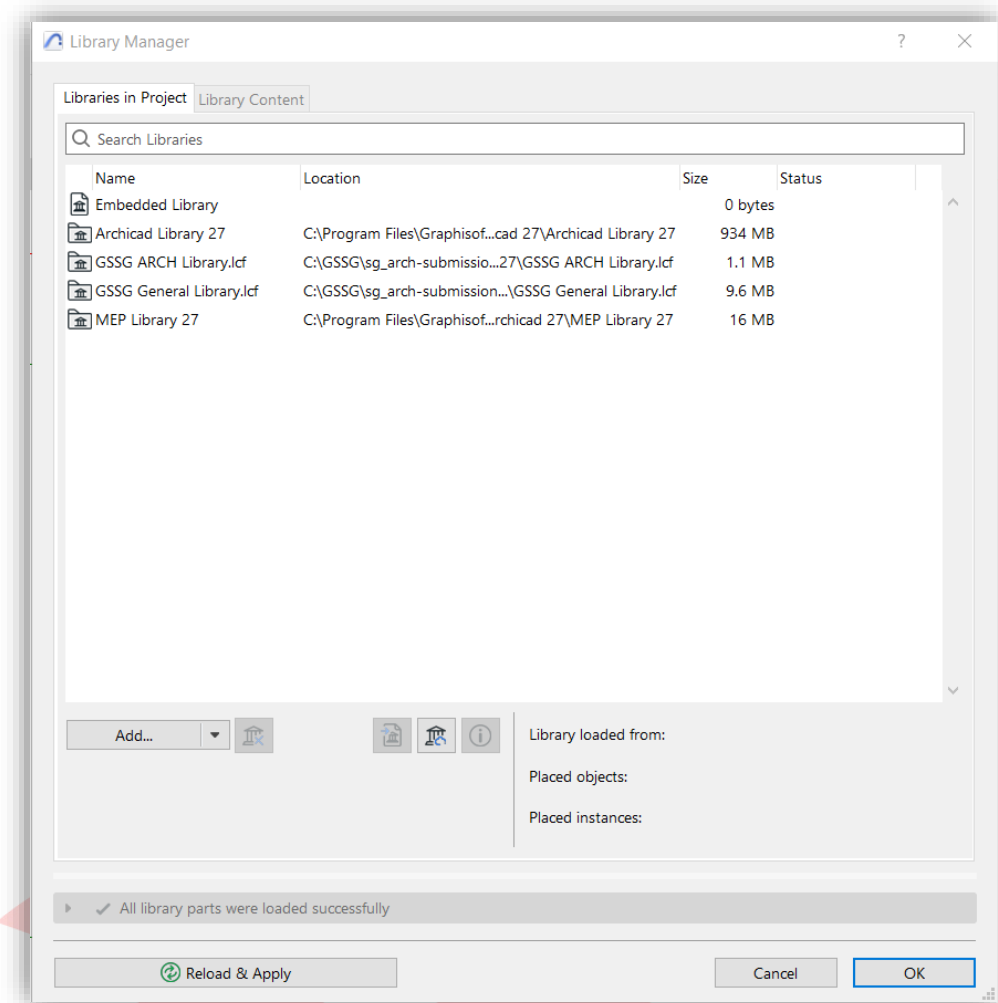 Library Manager
?
Libraries in Project Library Content
Search Libraries
Name Location Size Status
Embedded Library 0 bytes
Archicad Library 27 C:\Program Files\Graphisof...cad 27\Archicad Library 27 934 MB
GSSG ARCH Library.lcf C:\GSSG\sg_arch-submissio...27\GSSG ARCH Library.lcf 1.1 MB
GSSG General Library.lcf C:\GSSG\sg_arch-submission...\GSSG General Library.lcf 9.6 MB
MEP Library 27 C:\Program Files\Graphisof...rchicad 27\MEP Library 27 16 MB
Add... Library loaded from:
Placed objects:
Placed instances:
All library parts were loaded successfully
Reload & Apply Cancel OK